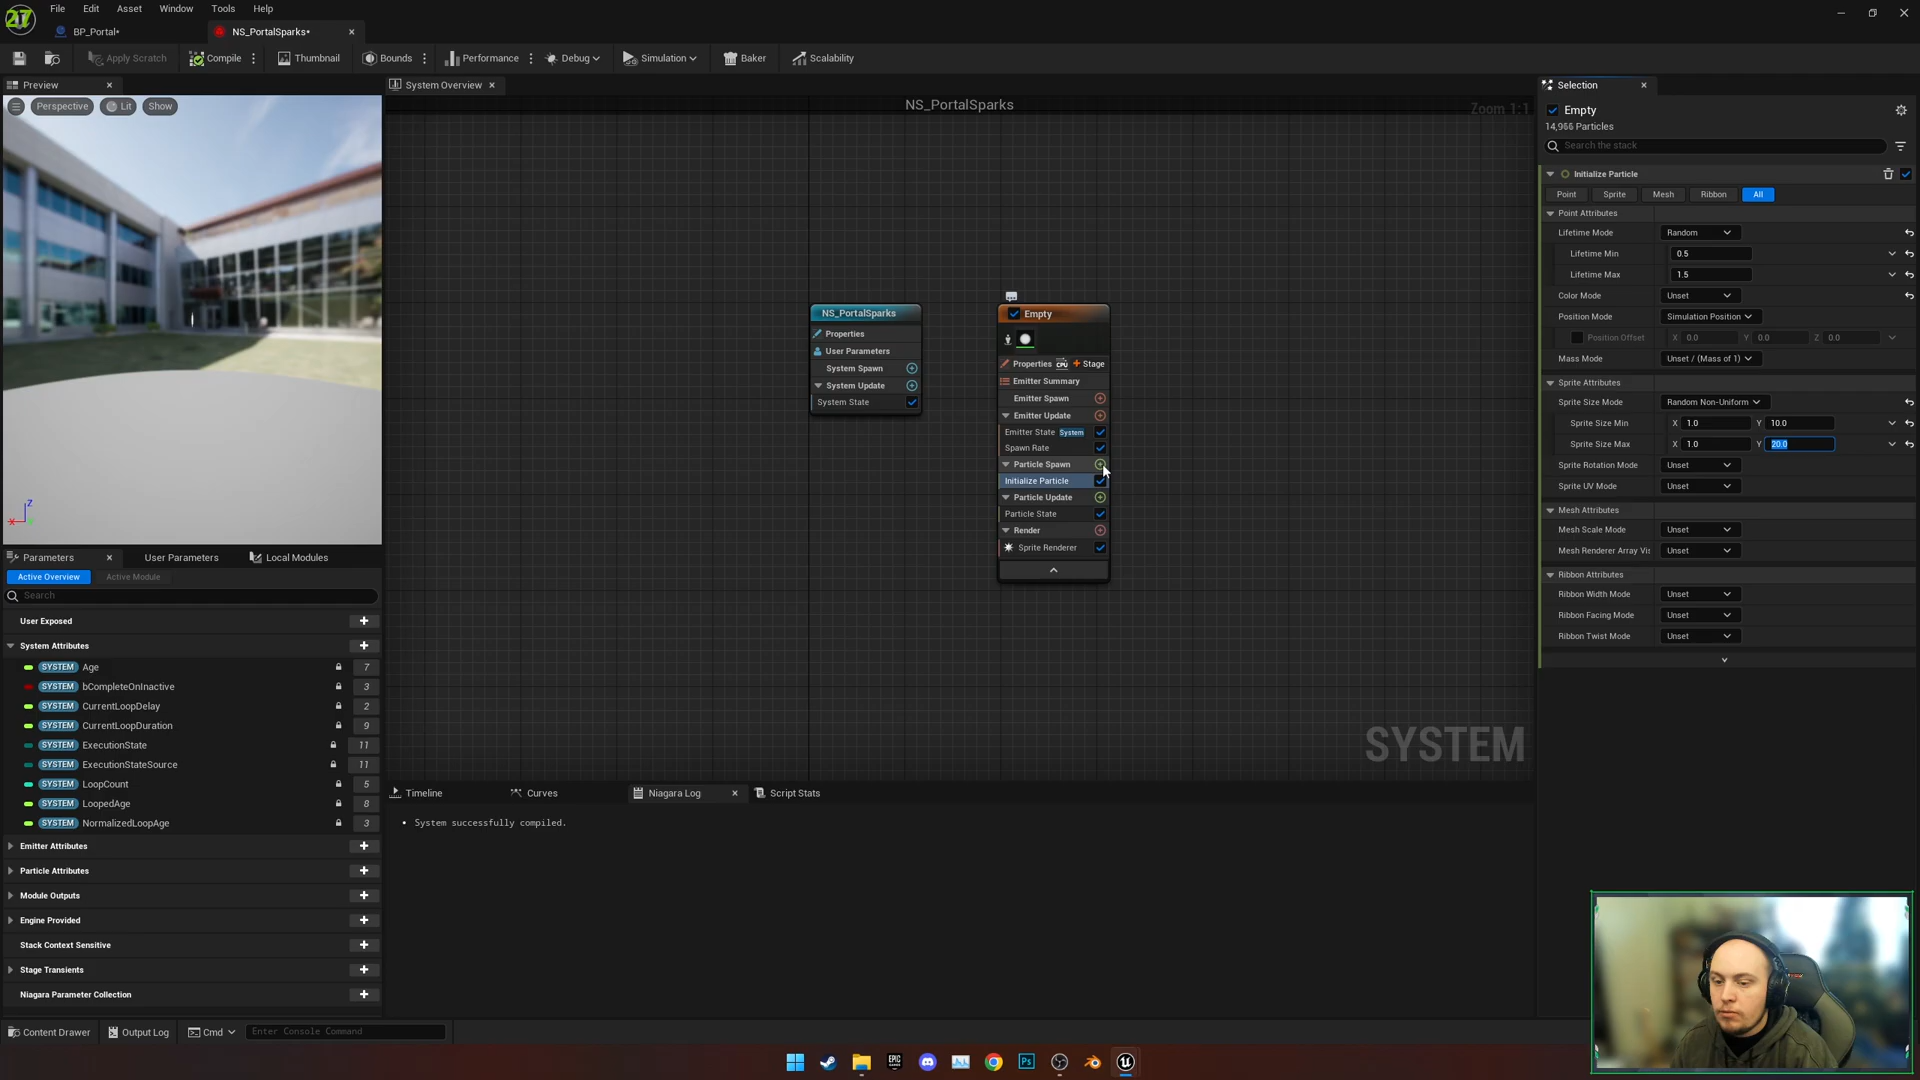 File Edit Asset Window Tools Help
BP_Portal* NS_PortalSparks*
Apply Scratch Compile Thumbnail Bounds Performance Debug Simulation Baker Scalability
Preview System Overview Selection
Perspective Lit Show
NS_PortalSparks Zoom 1:1
Empty
14,966 Particles
Search the stack
Initialize Particle
Point Sprite Mesh Ribbon All
Point Attributes
Lifetime Mode Random
Lifetime Min 0.5
Lifetime Max 1.5
Color Mode Unset
Position Mode Simulation Position
Position Offset X 0.0 Y 0.0 Z 0.0
Mass Mode Unset / (Mass of 1)
Sprite Attributes
Sprite Size Mode Random Non-Uniform
Sprite Size Min X 1.0 Y 10.0
Sprite Size Max X 1.0 Y 20.0
Sprite Rotation Mode Unset
Sprite UV Mode Unset
Mesh Attributes
Mesh Scale Mode Unset
Mesh Renderer Array Vis Unset
Ribbon Attributes
Ribbon Width Mode Unset
Ribbon Facing Mode Unset
Ribbon Twist Mode Unset
NS_PortalSparks
Properties
User Parameters
System Spawn
System Update
System State
Empty
Properties CPU Stage
Emitter Summary
Emitter Spawn
Emitter Update
Emitter State System
Spawn Rate
Particle Spawn
Initialize Particle
Particle Update
Particle State
Render
Sprite Renderer
SYSTEM
Z
X
Parameters User Parameters Local Modules
Active Overview Active Module
Search
User Exposed
System Attributes
SYSTEM Age 7
SYSTEM bCompleteOnInactive 3
SYSTEM CurrentLoopDelay 2
SYSTEM CurrentLoopDuration 9
SYSTEM ExecutionState 11
SYSTEM ExecutionStateSource 11
SYSTEM LoopCount 5
SYSTEM LoopedAge 8
SYSTEM NormalizedLoopAge 3
Emitter Attributes
Particle Attributes
Module Outputs
Engine Provided
Stack Context Sensitive
Stage Transients
Niagara Parameter Collection
Timeline Curves Niagara Log Script Stats
System successfully compiled.
Content Drawer Output Log Cmd Enter Console Command
EPIC
Ps